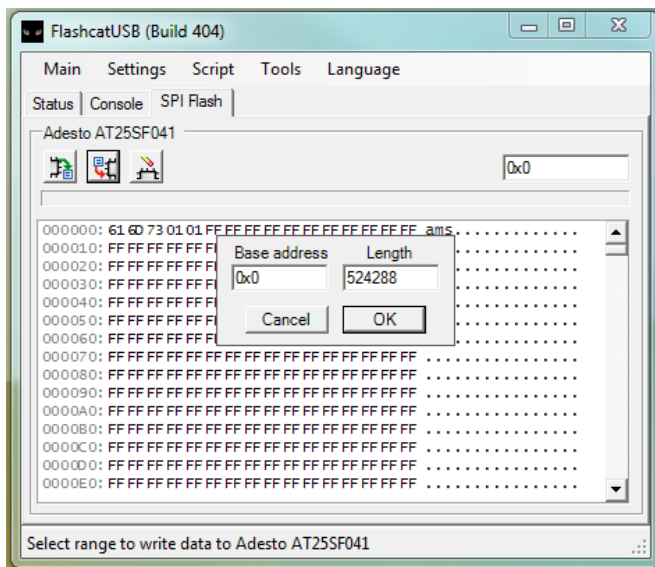 FlashcatUSB (Build 404)
Main Settings Script Tools Language
Status Console SPI Flash
Adesto AT25SF041
0x0
000000: 61 6D 73 01 01 FF FF FF FF FF FF FF FF FF FF FF ams.............
000010: FF FF FF FF FF
000020: FF FF FF FF FF
000030: FF FF FF FF FF
000040: FF FF FF FF FF
000050: FF FF FF FF FF
000060: FF FF FF FF FF
Base address Length
0x0 524288
Cancel OK
000070: FF FF FF FF FF FF FF FF FF FF FF FF FF FF FF FF ................
000080: FF FF FF FF FF FF FF FF FF FF FF FF FF FF FF FF ................
000090: FF FF FF FF FF FF FF FF FF FF FF FF FF FF FF FF ................
0000A0: FF FF FF FF FF FF FF FF FF FF FF FF FF FF FF FF ................
0000B0: FF FF FF FF FF FF FF FF FF FF FF FF FF FF FF FF ................
0000C0: FF FF FF FF FF FF FF FF FF FF FF FF FF FF FF FF ................
0000D0: FF FF FF FF FF FF FF FF FF FF FF FF FF FF FF FF ................
0000E0: FF FF FF FF FF FF FF FF FF FF FF FF FF FF FF FF ................
Select range to write data to Adesto AT25SF041